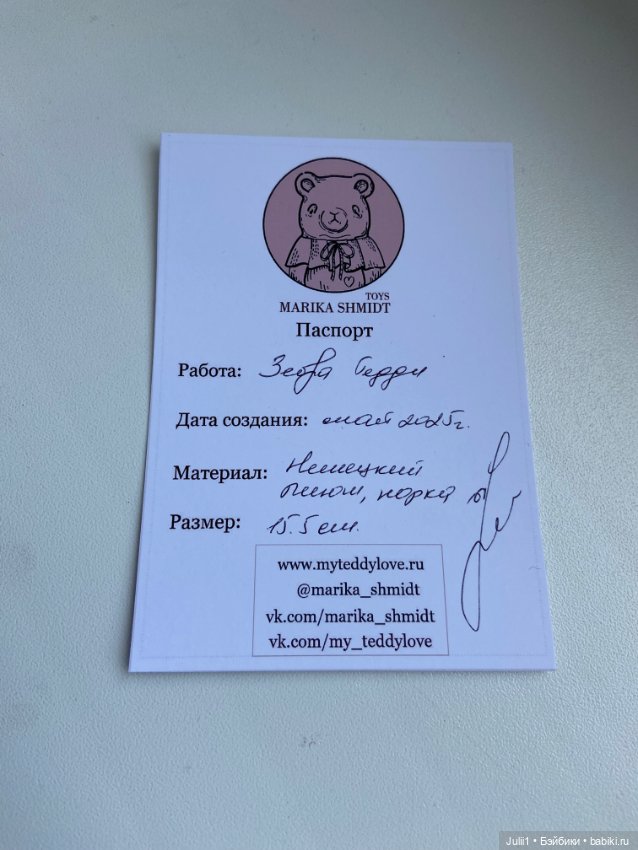 TOYS
MARIKA SHMIDT
Паспорт
Работа: Зебра Тедди
Дата создания: май 2025г.
Материал: Немецкий
плюш, норка
Размер: 15.5 см.
www.myteddylove.ru
@marika_shmidt
vk.com/marika_shmidt
vk.com/my_teddylove
Julii1 • Бэйбики • babiki.ru